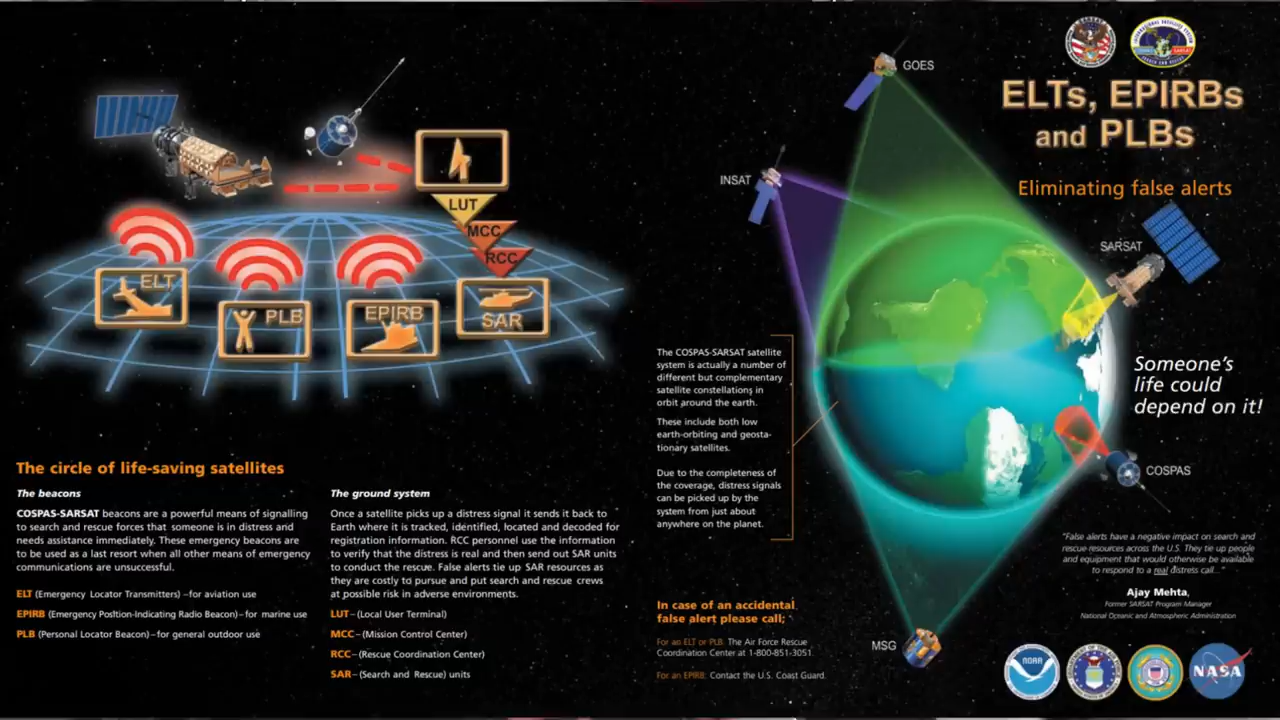 ELT
PLB
EPIRB
LUT
MCC
RCC
SAR
The circle of life-saving satellites
The beacons
COSPAS-SARSAT beacons are a powerful means of signalling
to search and rescue forces that someone is in distress and
needs assistance immediately. These emergency beacons are
to be used as a last resort when all other means of emergency
communications are unsuccessful.
ELT (Emergency Locator Transmitters) – for aviation use
EPIRB (Emergency Position-Indicating Radio Beacon) – for marine use
PLB (Personal Locator Beacon) – for general outdoor use
The ground system
Once a satellite picks up a distress signal it sends it back to
Earth where it is tracked, identified, located and decoded for
registration information. RCC personnel use the information
to verify that the distress is real and then send out SAR units
to conduct the rescue. False alerts tie up SAR resources as
they are costly to pursue and put search and rescue crews
at possible risk in adverse environments.
LUT – (Local User Terminal)
MCC – (Mission Control Center)
RCC – (Rescue Coordination Center)
SAR – (Search and Rescue) units
GOES
INSAT
SARSAT
COSPAS
MSG
The COSPAS-SARSAT satellite
system is actually a number of
different but complementary
satellite constellations in
orbit around the earth.
These include both low
earth-orbiting and geosta-
tionary satellites.
Due to the completeness of
the coverage, distress signals
can be picked up by the
system from just about
anywhere on the planet.
In case of an accidental
false alert please call;
For an ELT or PLB: The Air Force Rescue
Coordination Center at 1-800-851-3051.
For an EPIRB: Contact the U.S. Coast Guard.
ELTs, EPIRBs
and PLBs
Eliminating false alerts
Someone's
life could
depend on it!
"False alerts have a negative impact on search and
rescue resources across the U.S. They tie up people
and equipment that would otherwise be available
to respond to a real distress call..."
Ajay Mehta,
Former SARSAT Program Manager
National Oceanic and Atmospheric Administration
NOAA
NASA